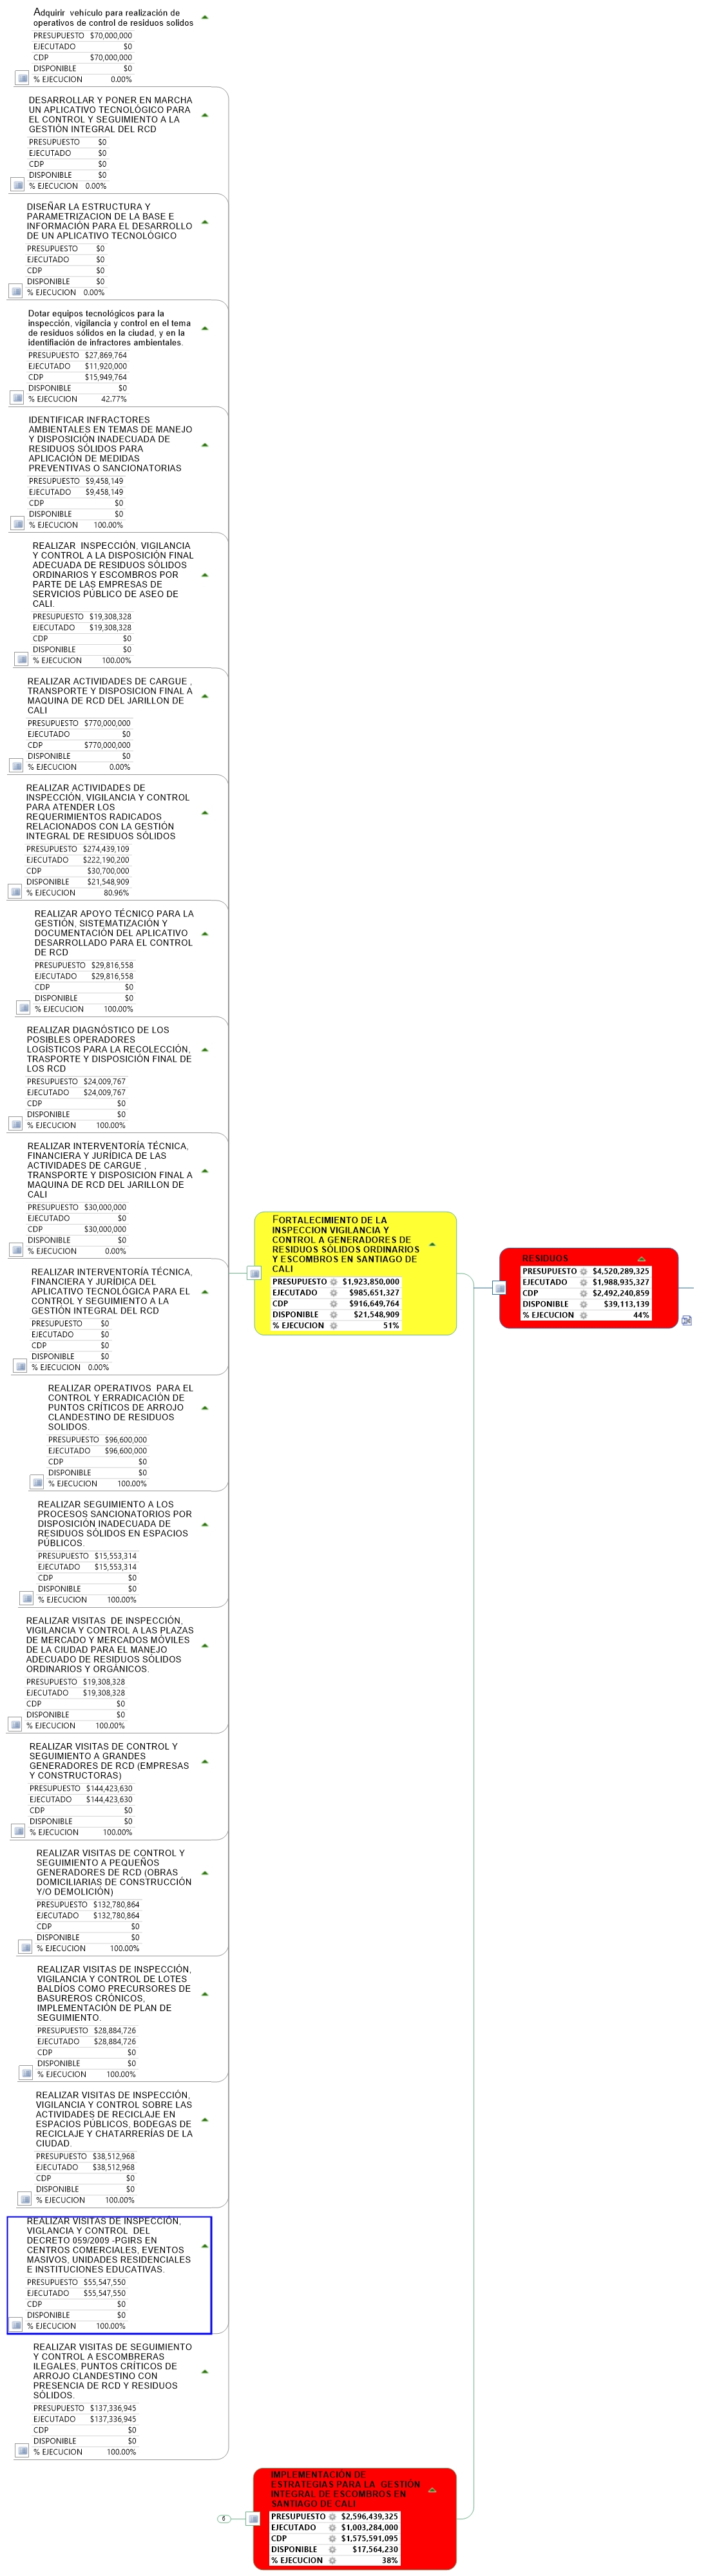 Adquirir vehículo para realización de
operativos de control de residuos solidos
PRESUPUESTO $70,000,000
EJECUTADO $0
CDP $70,000,000
DISPONIBLE $0
% EJECUCION 0.00%
DESARROLLAR Y PONER EN MARCHA
UN APLICATIVO TECNOLÓGICO PARA
EL CONTROL Y SEGUIMIENTO A LA
GESTIÓN INTEGRAL DEL RCD
PRESUPUESTO $0
EJECUTADO $0
CDP $0
DISPONIBLE $0
% EJECUCION 0.00%
DISEÑAR LA ESTRUCTURA Y
PARAMETRIZACION DE LA BASE E
INFORMACIÓN PARA EL DESARROLLO
DE UN APLICATIVO TECNOLÓGICO
PRESUPUESTO $0
EJECUTADO $0
CDP $0
DISPONIBLE $0
% EJECUCION 0.00%
Dotar equipos tecnológicos para la
inspección, vigilancia y control en el tema
de residuos sólidos en la ciudad, y en la
identifiación de infractores ambientales.
PRESUPUESTO $27,869,764
EJECUTADO $11,920,000
CDP $15,949,764
DISPONIBLE $0
% EJECUCION 42.77%
IDENTIFICAR INFRACTORES
AMBIENTALES EN TEMAS DE MANEJO
Y DISPOSICIÓN INADECUADA DE
RESIDUOS SÓLIDOS PARA
APLICACIÓN DE MEDIDAS
PREVENTIVAS O SANCIONATORIAS
PRESUPUESTO $9,458,149
EJECUTADO $9,458,149
CDP $0
DISPONIBLE $0
% EJECUCION 100.00%
REALIZAR INSPECCIÓN, VIGILANCIA
Y CONTROL A LA DISPOSICIÓN FINAL
ADECUADA DE RESIDUOS SÓLIDOS
ORDINARIOS Y ESCOMBROS POR
PARTE DE LAS EMPRESAS DE
SERVICIOS PÚBLICO DE ASEO DE
CALI.
PRESUPUESTO $19,308,328
EJECUTADO $19,308,328
CDP $0
DISPONIBLE $0
% EJECUCION 100.00%
REALIZAR ACTIVIDADES DE CARGUE ,
TRANSPORTE Y DISPOSICION FINAL A
MAQUINA DE RCD DEL JARILLON DE
CALI
PRESUPUESTO $770,000,000
EJECUTADO $0
CDP $770,000,000
DISPONIBLE $0
% EJECUCION 0.00%
REALIZAR ACTIVIDADES DE
INSPECCIÓN, VIGILANCIA Y CONTROL
PARA ATENDER LOS
REQUERIMIENTOS RADICADOS
RELACIONADOS CON LA GESTIÓN
INTEGRAL DE RESIDUOS SÓLIDOS
PRESUPUESTO $274,439,109
EJECUTADO $222,190,200
CDP $30,700,000
DISPONIBLE $21,548,909
% EJECUCION 80.96%
REALIZAR APOYO TÉCNICO PARA LA
GESTIÓN, SISTEMATIZACIÓN Y
DOCUMENTACIÓN DEL APLICATIVO
DESARROLLADO PARA EL CONTROL
DE RCD
PRESUPUESTO $29,816,558
EJECUTADO $29,816,558
CDP $0
DISPONIBLE $0
% EJECUCION 100.00%
REALIZAR DIAGNÓSTICO DE LOS
POSIBLES OPERADORES
LOGÍSTICOS PARA LA RECOLECCIÒN,
TRASPORTE Y DISPOSICIÓN FINAL DE
LOS RCD
PRESUPUESTO $24,009,767
EJECUTADO $24,009,767
CDP $0
DISPONIBLE $0
% EJECUCION 100.00%
REALIZAR INTERVENTORÍA TÉCNICA,
FINANCIERA Y JURÍDICA DE LAS
ACTIVIDADES DE CARGUE ,
TRANSPORTE Y DISPOSICION FINAL A
MAQUINA DE RCD DEL JARILLON DE
CALI
PRESUPUESTO $30,000,000
EJECUTADO $0
CDP $30,000,000
DISPONIBLE $0
% EJECUCION 0.00%
REALIZAR INTERVENTORÍA TÉCNICA,
FINANCIERA Y JURÍDICA DEL
APLICATIVO TECNOLÓGICA PARA EL
CONTROL Y SEGUIMIENTO A LA
GESTIÓN INTEGRAL DEL RCD
PRESUPUESTO $0
EJECUTADO $0
CDP $0
DISPONIBLE $0
% EJECUCION 0.00%
REALIZAR OPERATIVOS PARA EL
CONTROL Y ERRADICACIÓN DE
PUNTOS CRÍTICOS DE ARROJO
CLANDESTINO DE RESIDUOS
SOLIDOS.
PRESUPUESTO $96,600,000
EJECUTADO $96,600,000
CDP $0
DISPONIBLE $0
% EJECUCION 100.00%
REALIZAR SEGUIMIENTO A LOS
PROCESOS SANCIONATORIOS POR
DISPOSICIÓN INADECUADA DE
RESIDUOS SÓLIDOS EN ESPACIOS
PÚBLICOS.
PRESUPUESTO $15,553,314
EJECUTADO $15,553,314
CDP $0
DISPONIBLE $0
% EJECUCION 100.00%
REALIZAR VISITAS DE INSPECCIÓN,
VIGILANCIA Y CONTROL A LAS PLAZAS
DE MERCADO Y MERCADOS MÓVILES
DE LA CIUDAD PARA EL MANEJO
ADECUADO DE RESIDUOS SÓLIDOS
ORDINARIOS Y ORGÁNICOS.
PRESUPUESTO $19,308,328
EJECUTADO $19,308,328
CDP $0
DISPONIBLE $0
% EJECUCION 100.00%
REALIZAR VISITAS DE CONTROL Y
SEGUIMIENTO A GRANDES
GENERADORES DE RCD (EMPRESAS
Y CONSTRUCTORAS)
PRESUPUESTO $144,423,630
EJECUTADO $144,423,630
CDP $0
DISPONIBLE $0
% EJECUCION 100.00%
REALIZAR VISITAS DE CONTROL Y
SEGUIMIENTO A PEQUEÑOS
GENERADORES DE RCD (OBRAS
DOMICILIARIAS DE CONSTRUCCIÓN
Y/O DEMOLICIÓN)
PRESUPUESTO $132,780,864
EJECUTADO $132,780,864
CDP $0
DISPONIBLE $0
% EJECUCION 100.00%
REALIZAR VISITAS DE INSPECCIÓN,
VIGILANCIA Y CONTROL DE LOTES
BALDÍOS COMO PRECURSORES DE
BASUREROS CRÓNICOS,
IMPLEMENTACIÓN DE PLAN DE
SEGUIMIENTO.
PRESUPUESTO $28,884,726
EJECUTADO $28,884,726
CDP $0
DISPONIBLE $0
% EJECUCION 100.00%
REALIZAR VISITAS DE INSPECCIÓN,
VIGILANCIA Y CONTROL SOBRE LAS
ACTIVIDADES DE RECICLAJE EN
ESPACIOS PÚBLICOS, BODEGAS DE
RECICLAJE Y CHATARRERÍAS DE LA
CIUDAD.
PRESUPUESTO $38,512,968
EJECUTADO $38,512,968
CDP $0
DISPONIBLE $0
% EJECUCION 100.00%
REALIZAR VISITAS DE INSPECCIÓN,
VIGLANCIA Y CONTROL DEL
DECRETO 059/2009 -PGIRS EN
CENTROS COMERCIALES, EVENTOS
MASIVOS, UNIDADES RESIDENCIALES
E INSTITUCIONES EDUCATIVAS.
PRESUPUESTO $55,547,550
EJECUTADO $55,547,550
CDP $0
DISPONIBLE $0
% EJECUCION 100.00%
REALIZAR VISITAS DE SEGUIMIENTO
Y CONTROL A ESCOMBRERAS
ILEGALES, PUNTOS CRÍTICOS DE
ARROJO CLANDESTINO CON
PRESENCIA DE RCD Y RESIDUOS
SÓLIDOS.
PRESUPUESTO $137,336,945
EJECUTADO $137,336,945
CDP $0
DISPONIBLE $0
% EJECUCION 100.00%
FORTALECIMIENTO DE LA
INSPECCION VIGILANCIA Y
CONTROL A GENERADORES DE
RESIDUOS SÓLIDOS ORDINARIOS
Y ESCOMBROS EN SANTIAGO DE
CALI
PRESUPUESTO $1,923,850,000
EJECUTADO $985,651,327
CDP $916,649,764
DISPONIBLE $21,548,909
% EJECUCION 51%
RESIDUOS
PRESUPUESTO $4,520,289,325
EJECUTADO $1,988,935,327
CDP $2,492,240,859
DISPONIBLE $39,113,139
% EJECUCION 44%
IMPLEMENTACIÓN DE
ESTRATEGIAS PARA LA GESTIÓN
INTEGRAL DE ESCOMBROS EN
SANTIAGO DE CALI
PRESUPUESTO $2,596,439,325
EJECUTADO $1,003,284,000
CDP $1,575,591,095
DISPONIBLE $17,564,230
% EJECUCION 38%
6